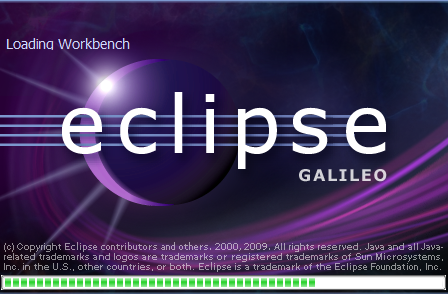 Loading Workbench
eclipse
GALILEO
(c) Copyright Eclipse contributors and others. 2000, 2009. All rights reserved. Java and all Java-
related trademarks and logos are trademarks or registered trademarks of Sun Microsystems,
Inc. in the U.S., other countries, or both. Eclipse is a trademark of the Eclipse Foundation, Inc.